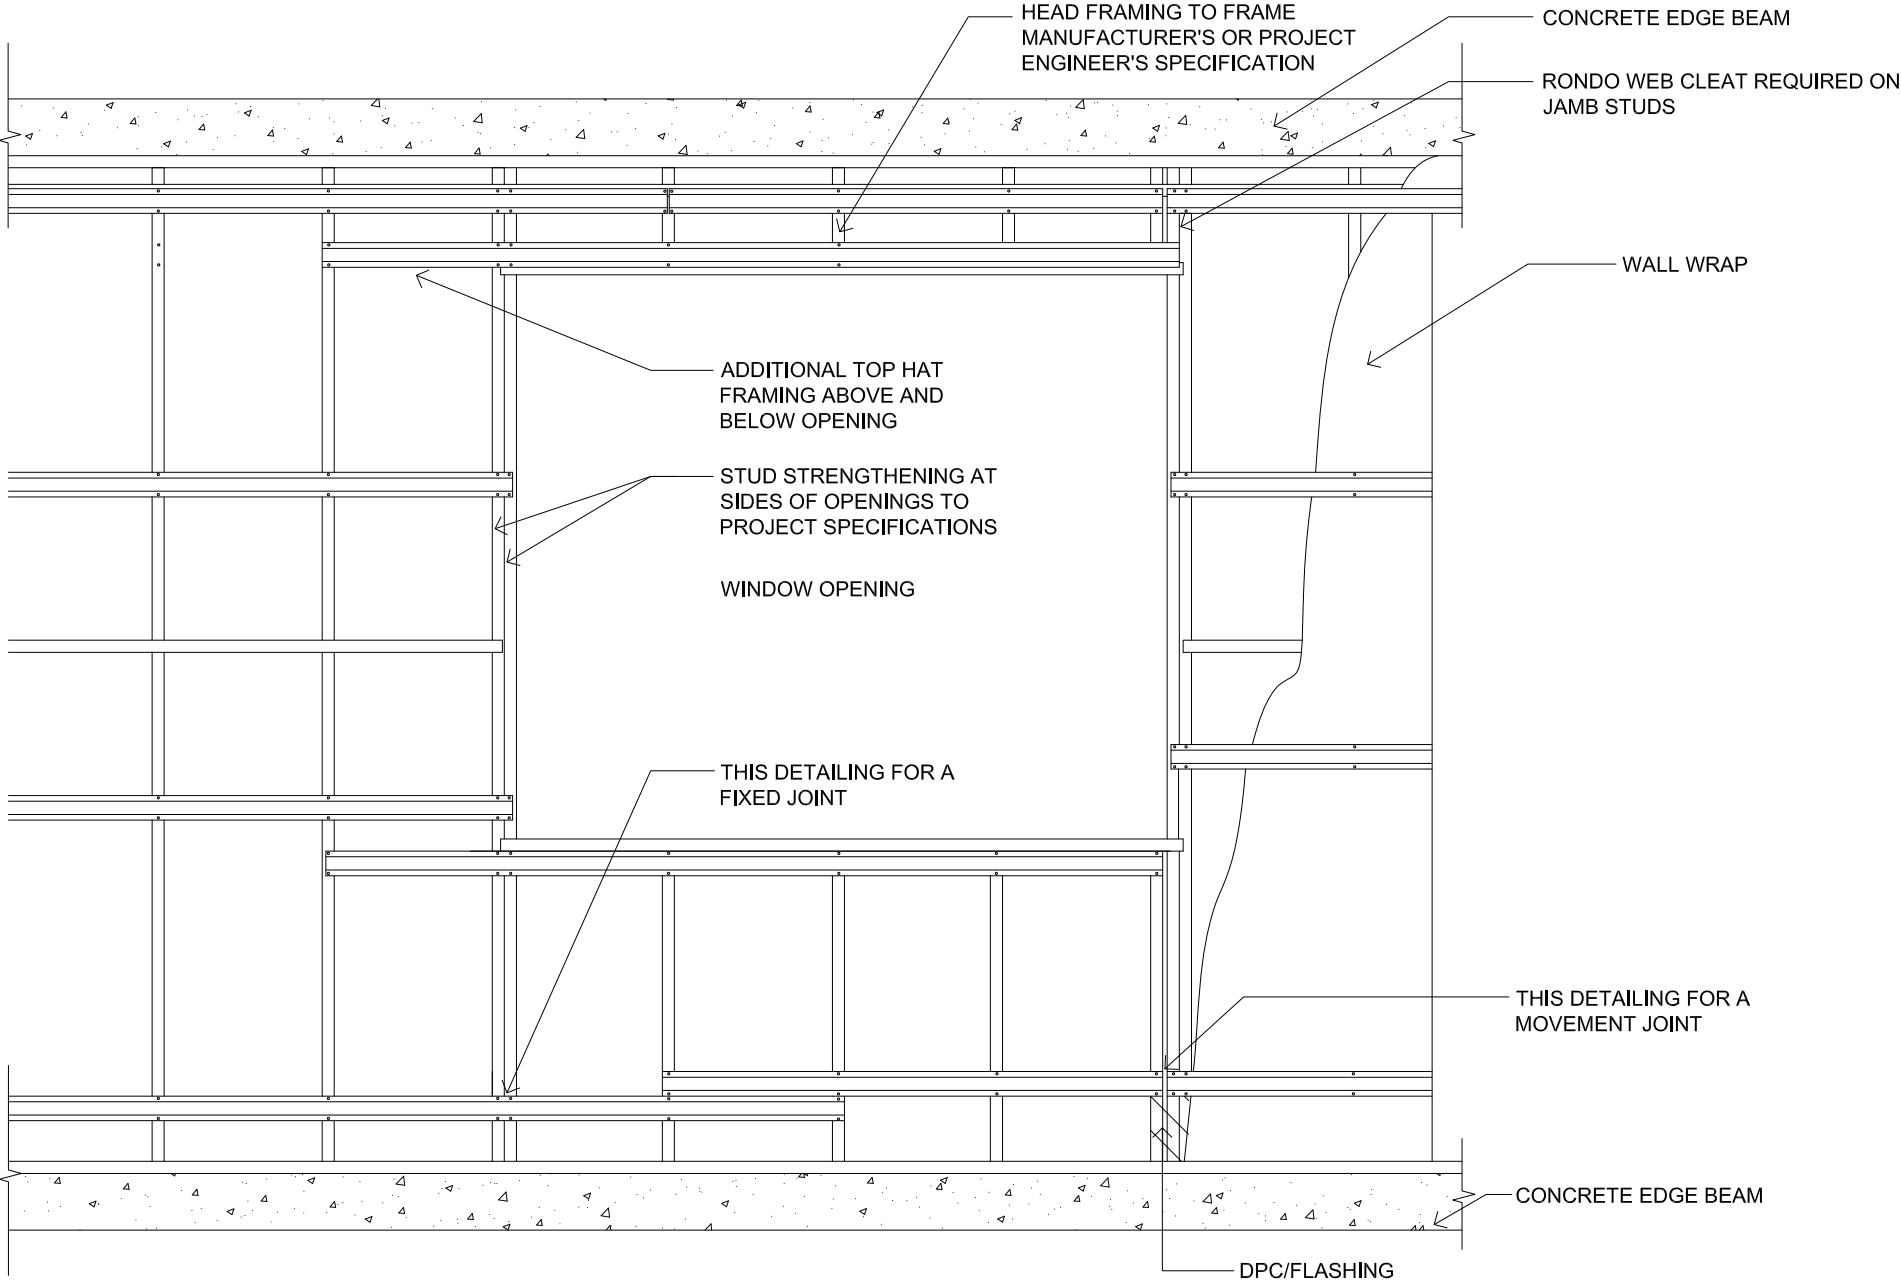 HEAD FRAMING TO FRAME
MANUFACTURER'S OR PROJECT
ENGINEER'S SPECIFICATION
CONCRETE EDGE BEAM
RONDO WEB CLEAT REQUIRED ON
JAMB STUDS
WALL WRAP
ADDITIONAL TOP HAT
FRAMING ABOVE AND
BELOW OPENING
STUD STRENGTHENING AT
SIDES OF OPENINGS TO
PROJECT SPECIFICATIONS
WINDOW OPENING
THIS DETAILING FOR A
FIXED JOINT
THIS DETAILING FOR A
MOVEMENT JOINT
CONCRETE EDGE BEAM
DPC/FLASHING